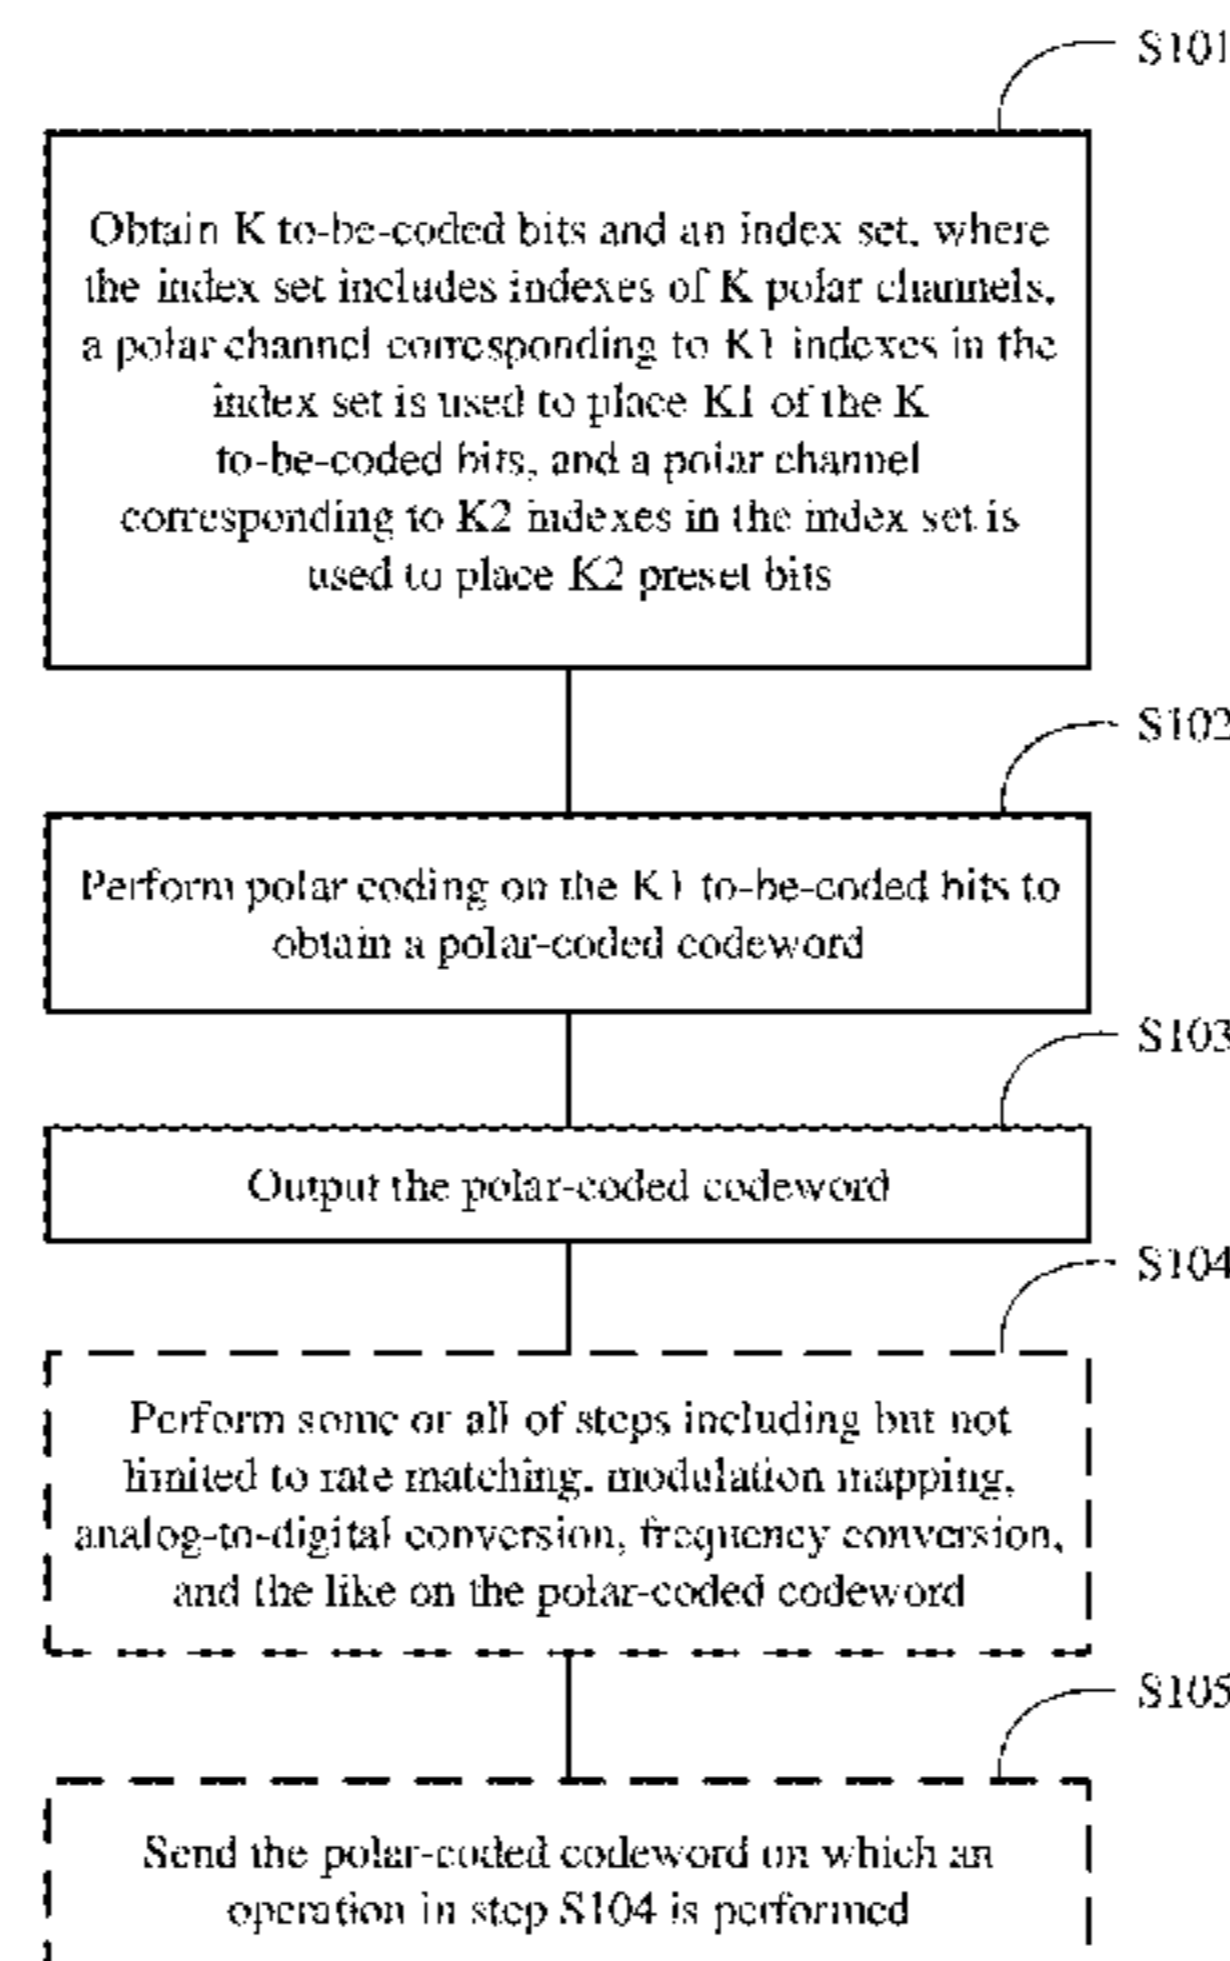 S101
Obtain K to-be-coded bits and an index set, where
the index set includes indexes of K polar channels,
a polar channel corresponding to K1 indexes in the
index set is used to place K1 of the K
to-be-coded bits, and a polar channel
corresponding to K2 indexes in the index set is
used to place K2 preset bits
S102
Perform polar coding on the K1 to-be-coded bits to
obtain a polar-coded codeword
S103
Output the polar-coded codeword
S104
Perform some or all of steps including but not
limited to rate matching, modulation mapping,
analog-to-digital conversion, frequency conversion,
and the like on the polar-coded codeword
S105
Send the polar-coded codeword on which an
operation in step S104 is performed